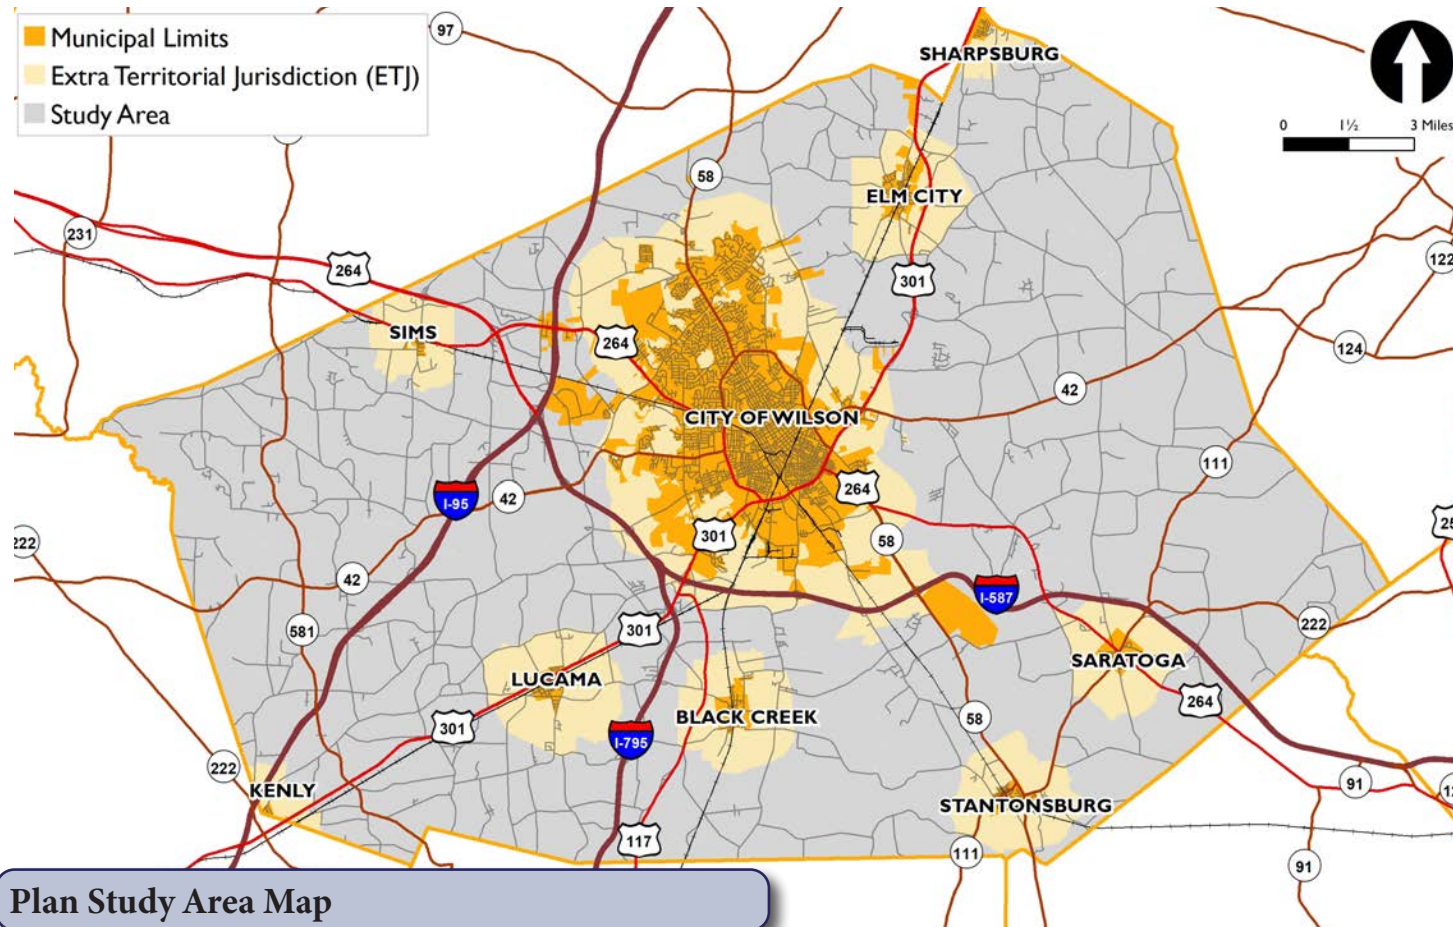 Municipal Limits
Extra Territorial Jurisdiction (ETJ)
Study Area
97
SHARPSBURG
0 1½ 3 Miles
58
ELM CITY
231
264
122
301
SIMS
264
124
42
CITY OF WILSON
111
I-95
42
264
301
58
222
42
I-587
581
301
222
SARATOGA
LUCAMA
264
BLACK CREEK
58
301
I-795
222
KENLY
91
STANTONSBURG
117
111
91
Plan Study Area Map